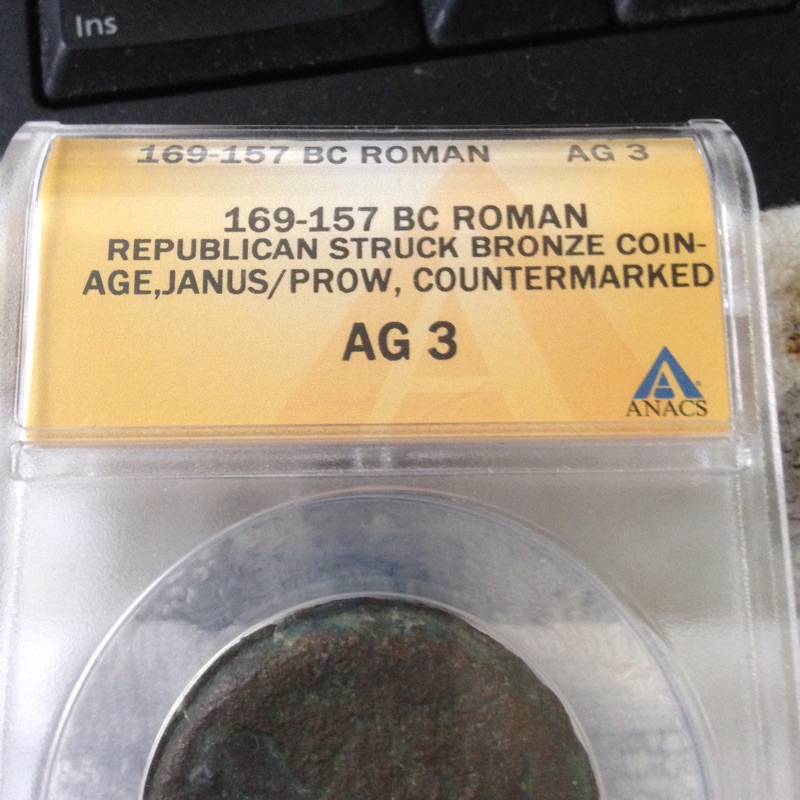 Ins
169-157 BC ROMAN AG 3
169-157 BC ROMAN
REPUBLICAN STRUCK BRONZE COIN-
AGE,JANUS/PROW, COUNTERMARKED
AG 3
ANACS